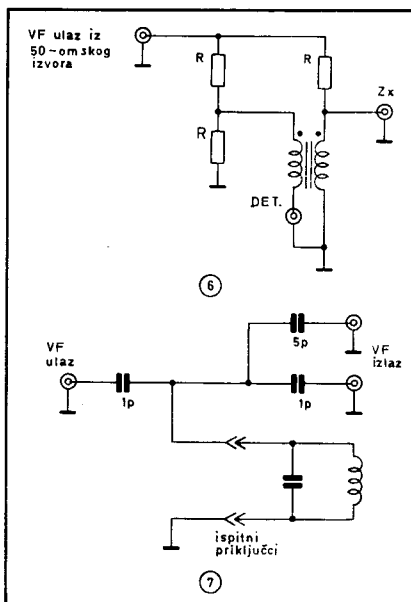 VF ulaz iz
50-omskog
izvora
R
R
Zx
R
DET.
6
5p
VF
ulaz
VF
izlaz
1p
1p
ispitni
priključci
7